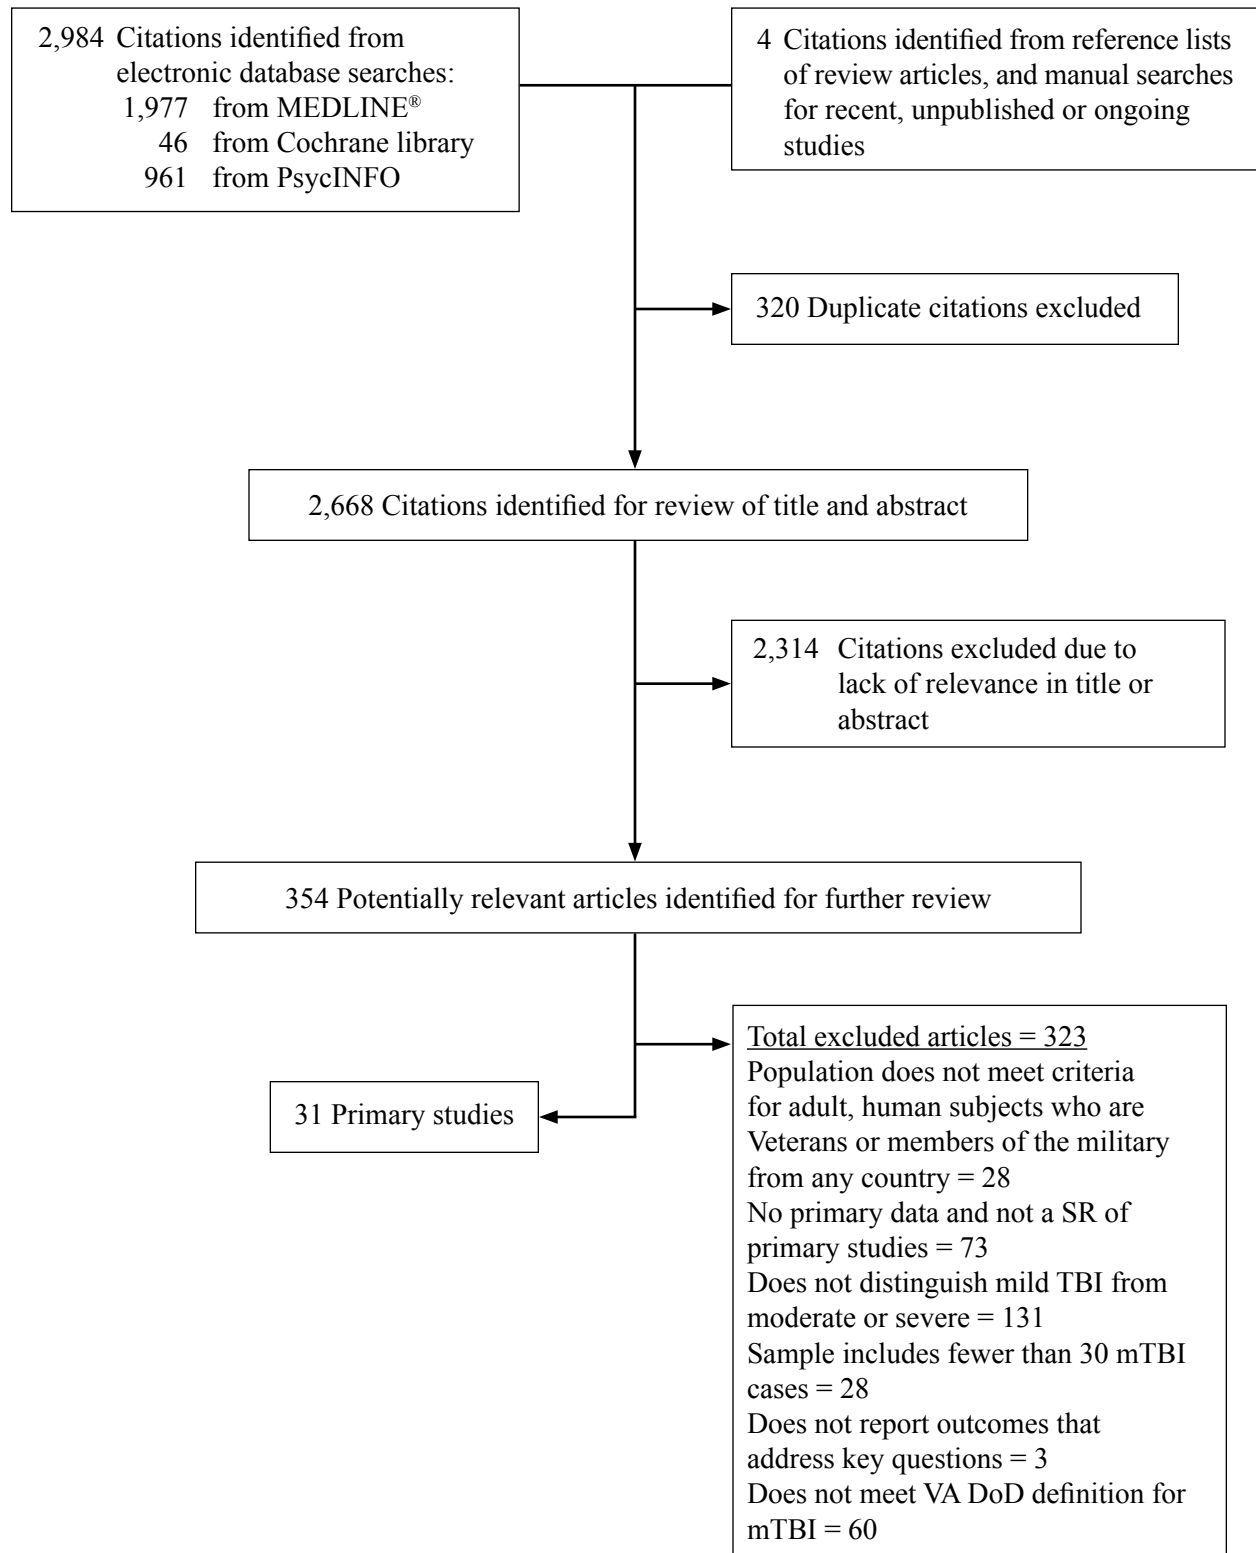 2,984 Citations identified from
electronic database searches:
1,977 from MEDLINE®
46 from Cochrane library
961 from PsycINFO
4 Citations identified from reference lists
of review articles, and manual searches
for recent, unpublished or ongoing
studies
320 Duplicate citations excluded
2,668 Citations identified for review of title and abstract
2,314 Citations excluded due to
lack of relevance in title or
abstract
354 Potentially relevant articles identified for further review
31 Primary studies
Total excluded articles = 323
Population does not meet criteria
for adult, human subjects who are
Veterans or members of the military
from any country = 28
No primary data and not a SR of
primary studies = 73
Does not distinguish mild TBI from
moderate or severe = 131
Sample includes fewer than 30 mTBI
cases = 28
Does not report outcomes that
address key questions = 3
Does not meet VA DoD definition for
mTBI = 60